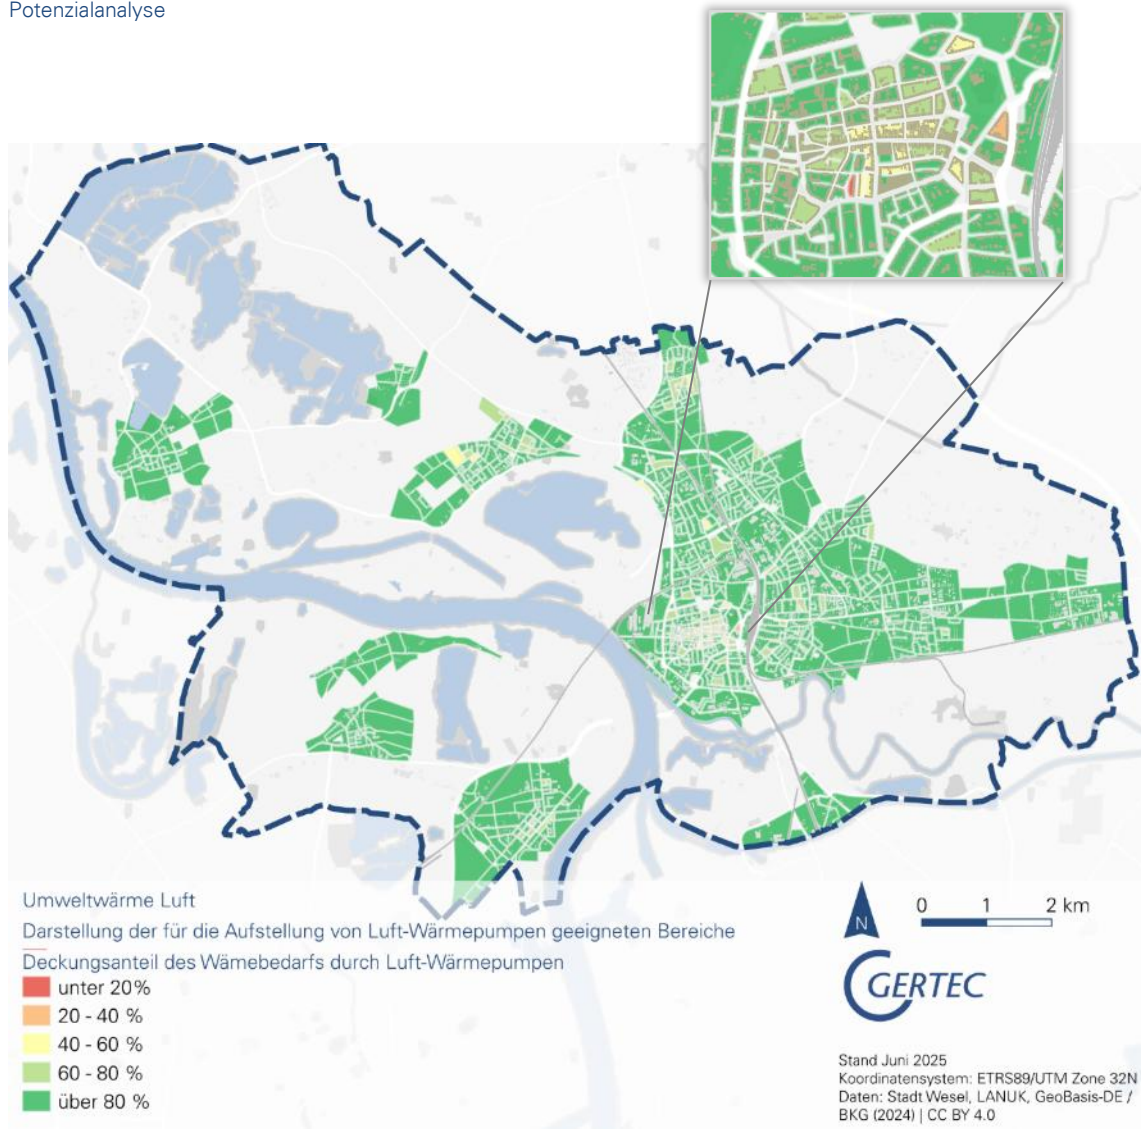 Potenzialanalyse
Umweltwärme Luft
Darstellung der für die Aufstellung von Luft-Wärmepumpen geeigneten Bereiche
Deckungsanteil des Wämebedarfs durch Luft-Wärmepumpen
unter 20%
20 - 40 %
40 - 60 %
60 - 80 %
über 80 %
N
0 1 2 km
GERTEC
Stand Juni 2025
Koordinatensystem: ETRS89/UTM Zone 32N
Daten: Stadt Wesel, LANUK, GeoBasis-DE /
BKG (2024) | CC BY 4.0